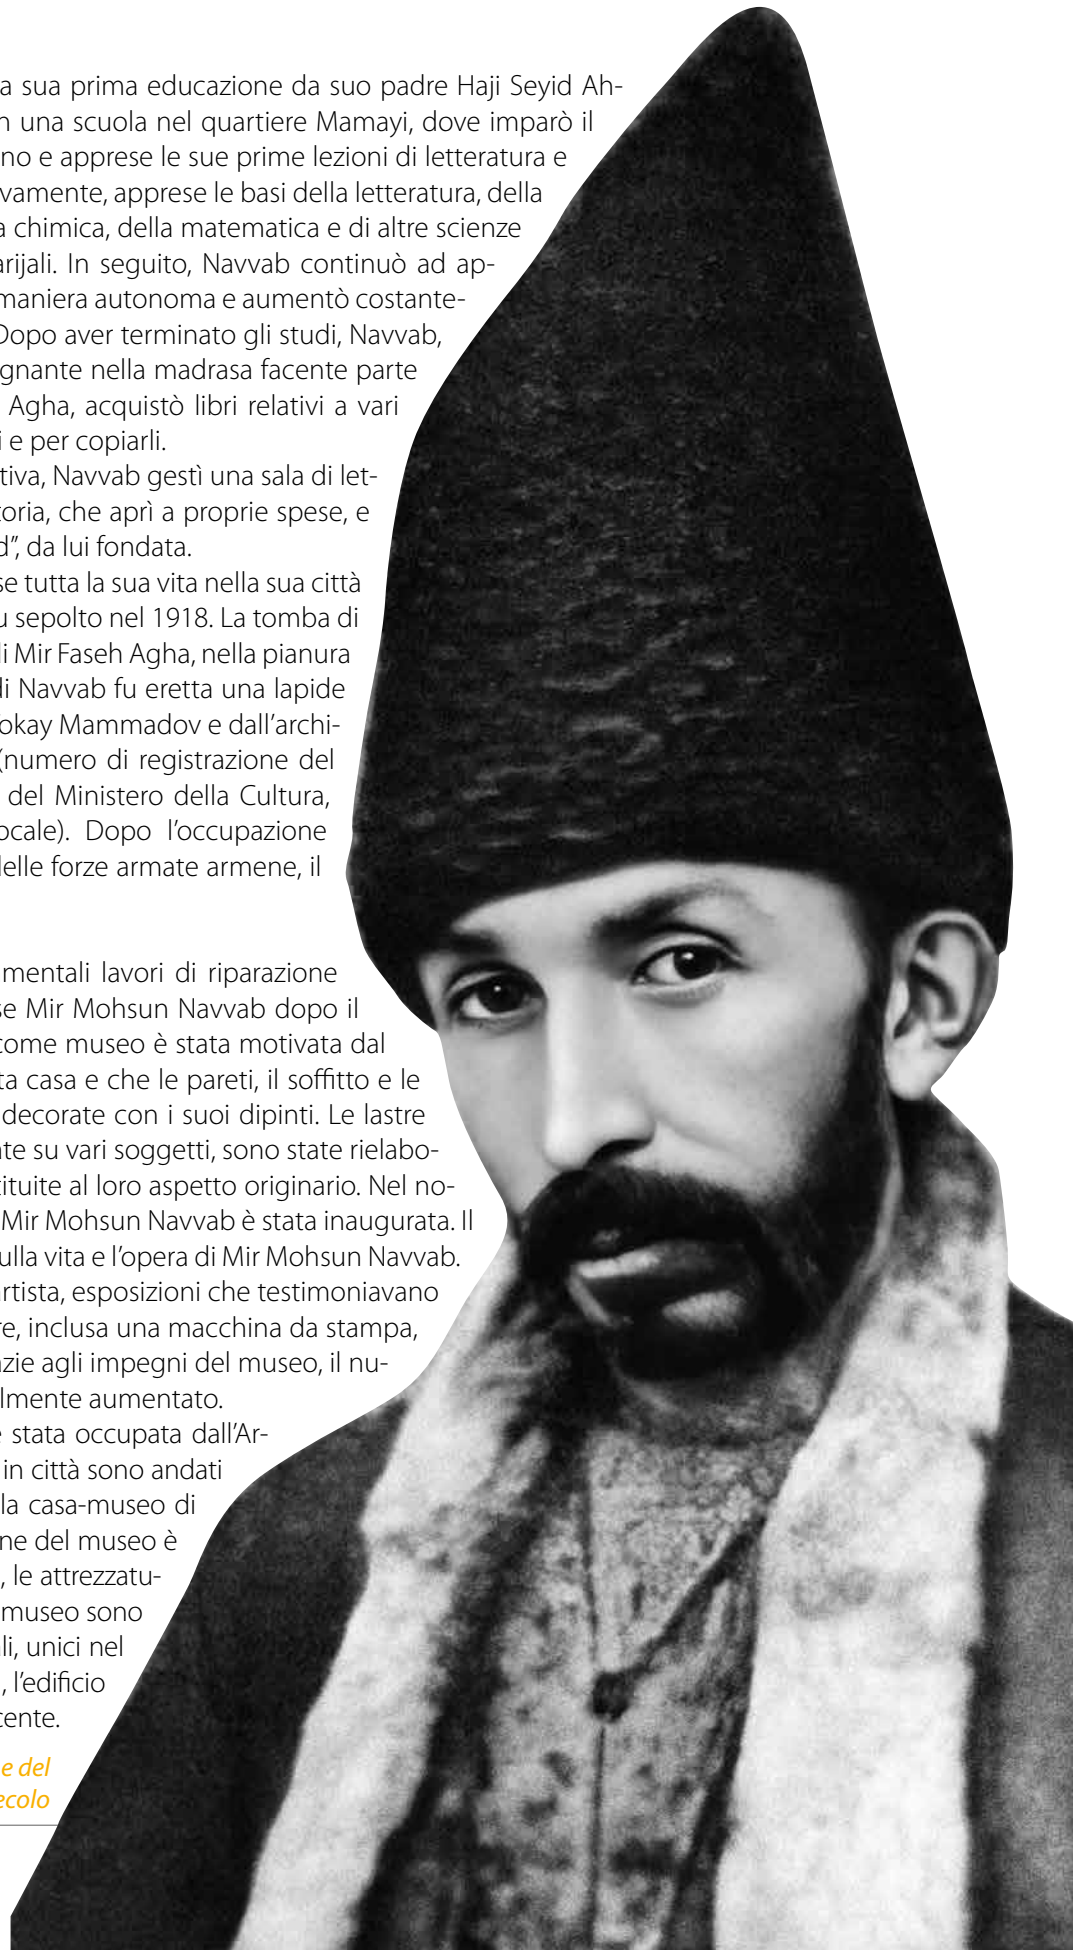 a sua prima educazione da suo padre Haji Seyid Ah-
una scuola nel quartiere Mamayi, dove imparò il
no e apprese le sue prime lezioni di letteratura e
vamente, apprese le basi della letteratura, della
a chimica, della matematica e di altre scienze
arijali. In seguito, Navvab continuò ad ap-
maniera autonoma e aumentò costante-
Dopo aver terminato gli studi, Navvab,
gnante nella madrasa facente parte
Agha, acquistò libri relativi a vari
i e per copiarli.
tiva, Navvab gestì una sala di let-
toria, che aprì a proprie spese, e
d”, da lui fondata.
se tutta la sua vita nella sua città
u sepolto nel 1918. La tomba di
di Mir Faseh Agha, nella pianura
di Navvab fu eretta una lapide
okay Mammadov e dall’archi-
(numero di registrazione del
del Ministero della Cultura,
ocale). Dopo l’occupazione
delle forze armate armene, il
mentali lavori di riparazione
se Mir Mohsun Navvab dopo il
come museo è stata motivata dal
ta casa e che le pareti, il soffitto e le
decorate con i suoi dipinti. Le lastre
te su vari soggetti, sono state rielabo-
tituite al loro aspetto originario. Nel no-
Mir Mohsun Navvab è stata inaugurata. Il
ulla vita e l’opera di Mir Mohsun Navvab.
artista, esposizioni che testimoniavano
re, inclusa una macchina da stampa,
azie agli impegni del museo, il nu-
lmente aumentato.
è stata occupata dall’Ar-
in città sono andati
la casa-museo di
ne del museo è
, le attrezzatu-
museo sono
li, unici nel
, l’edificio
cente.
e del
ecolo